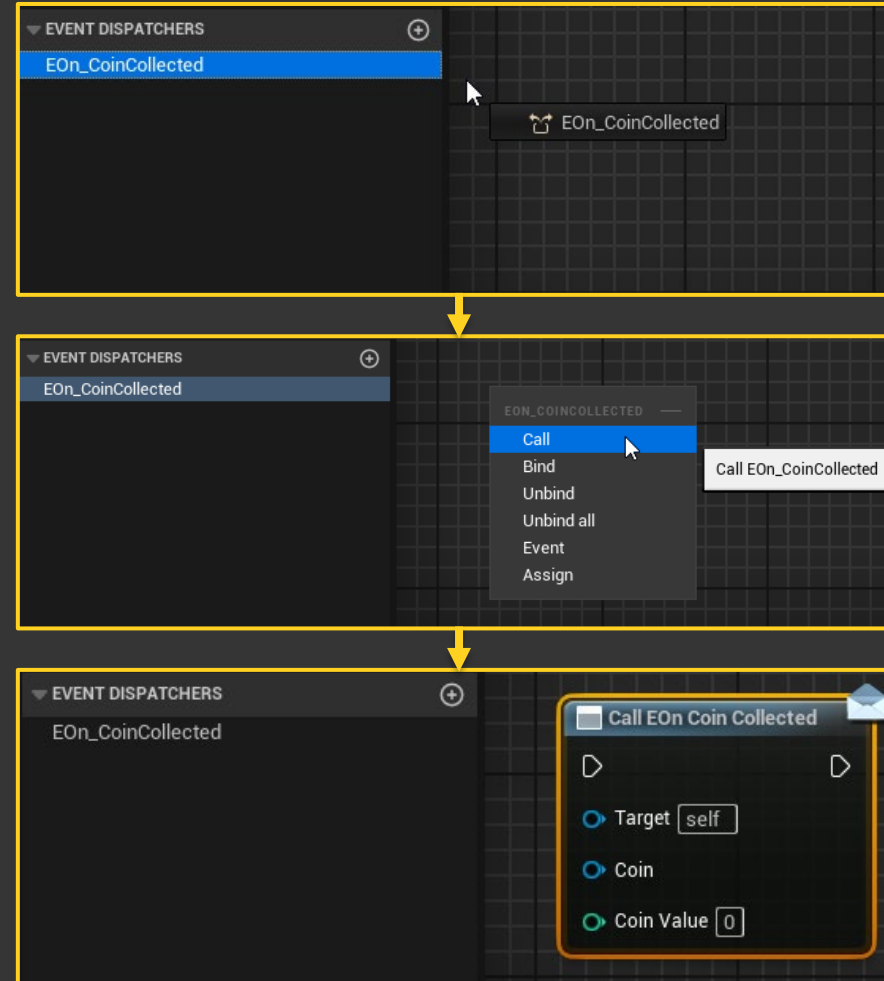 EVENT DISPATCHERS
EOn_CoinCollected
EOn_CoinCollected
EVENT DISPATCHERS
EOn_CoinCollected
EON_COINCOLLECTED
Call
Bind
Unbind
Unbind all
Event
Assign
Call EOn_CoinCollected
EVENT DISPATCHERS
EOn_CoinCollected
Call EOn Coin Collected
Target self
Coin
Coin Value 0